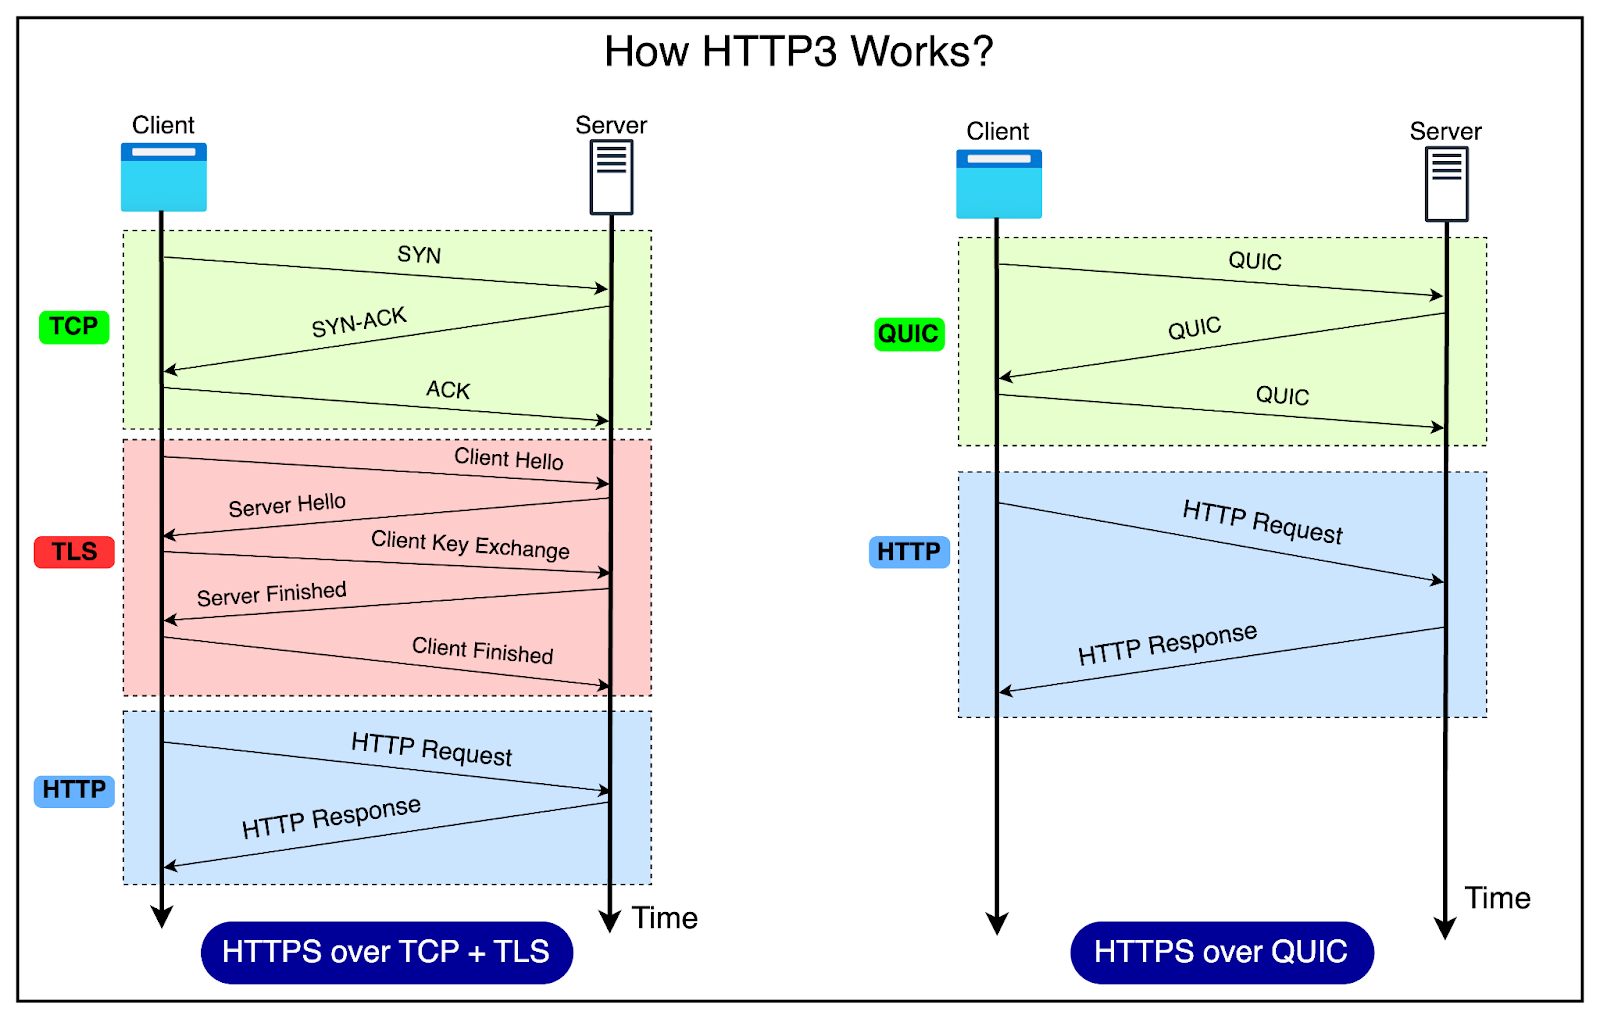 How HTTP3 Works?
Client
Server
TCP
SYN
SYN-ACK
ACK
TLS
Client Hello
Server Hello
Client Key Exchange
Server Finished
Client Finished
HTTP
HTTP Request
HTTP Response
Time
HTTPS over TCP + TLS
Client
Server
QUIC
QUIC
QUIC
QUIC
HTTP
HTTP Request
HTTP Response
Time
HTTPS over QUIC